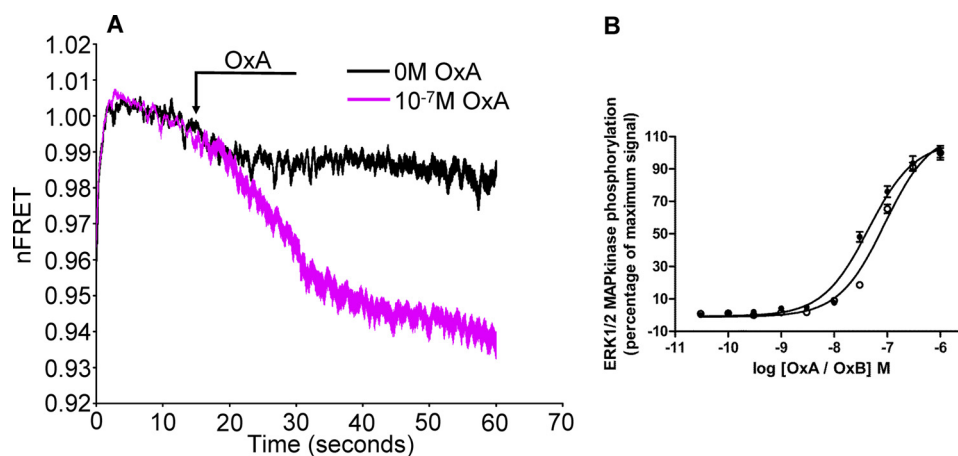 A
1.02
1.01
1.00
0.99
0.98
0.97
0.96
0.95
0.94
0.93
0.92
0 10 20 30 40 50 60 70
Time (seconds)
nFRET
OxA
0M OxA
10⁻⁷M OxA
B
ERK1/2 MAPkinase phosphorylation
(percentage of maximum signal)
110
90
70
50
30
10
-10
-11 -10 -9 -8 -7 -6
log [OxA / OxB] M